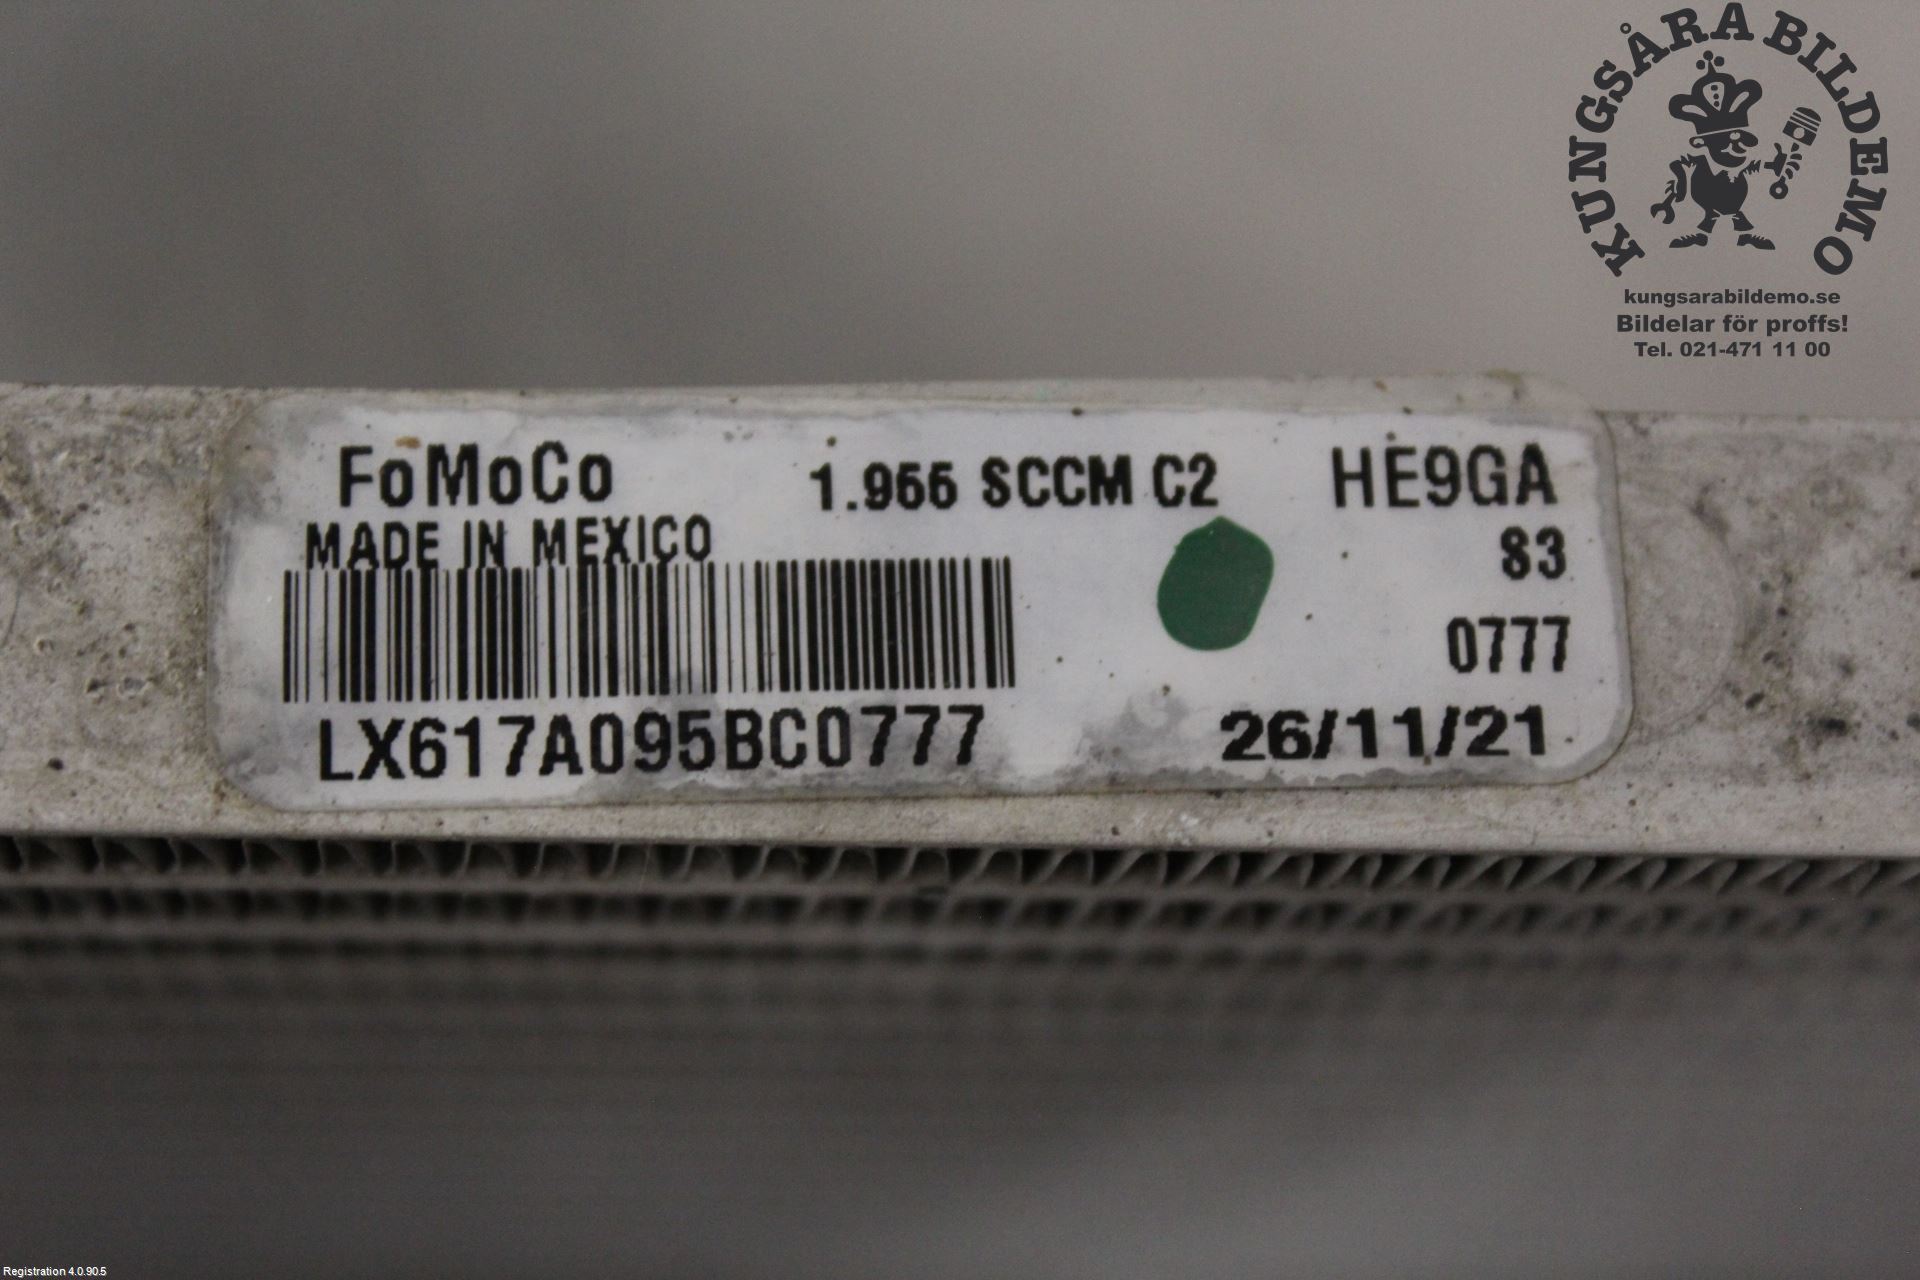 KUNGSÅRA BILDEMO
kungsarabildemo.se
Bildelar för proffs!
Tel. 021-471 11 00
FoMoCo 1.966 SCCM C2 HE9GA
MADE IN MEXICO 83
0777
LX617A095BC0777 26/11/21
Registration 4.0.90.5